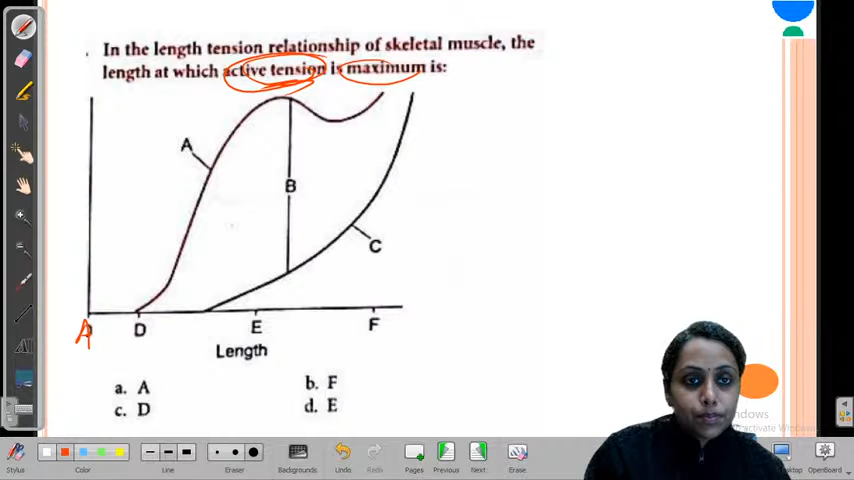 In the length tension relationship of skeletal muscle, the
length at which active tension is maximum is:
A
B
C
A
D
E
F
Length
a. A
b. F
c. D
d. E
Stylus
Color
Line
Eraser
Backgrounds
Undo
Redo
Pages
Previous
Next
Erase
OpenBoard